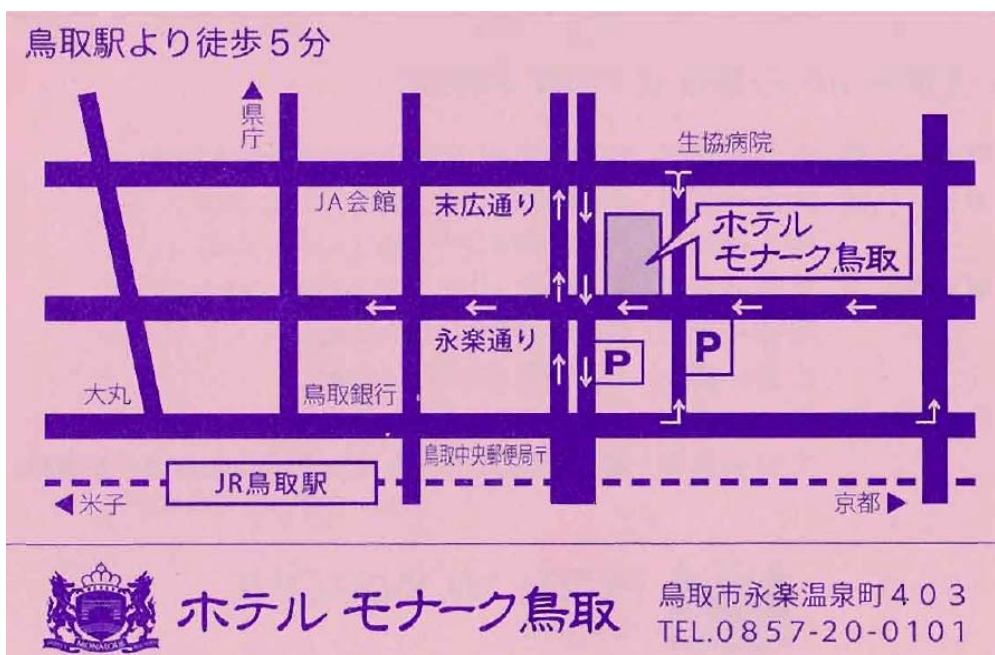 鳥取駅より徒歩5分
▲県庁
生協病院
JA会館
末広通り
ホテル
モナーク鳥取
永楽通り
P
P
大丸
鳥取銀行
鳥取中央郵便局〒
JR鳥取駅
◀米子
京都▶
MONARQUE
ホテル モナーク鳥取
鳥取市永楽温泉町403
TEL.0857-20-0101